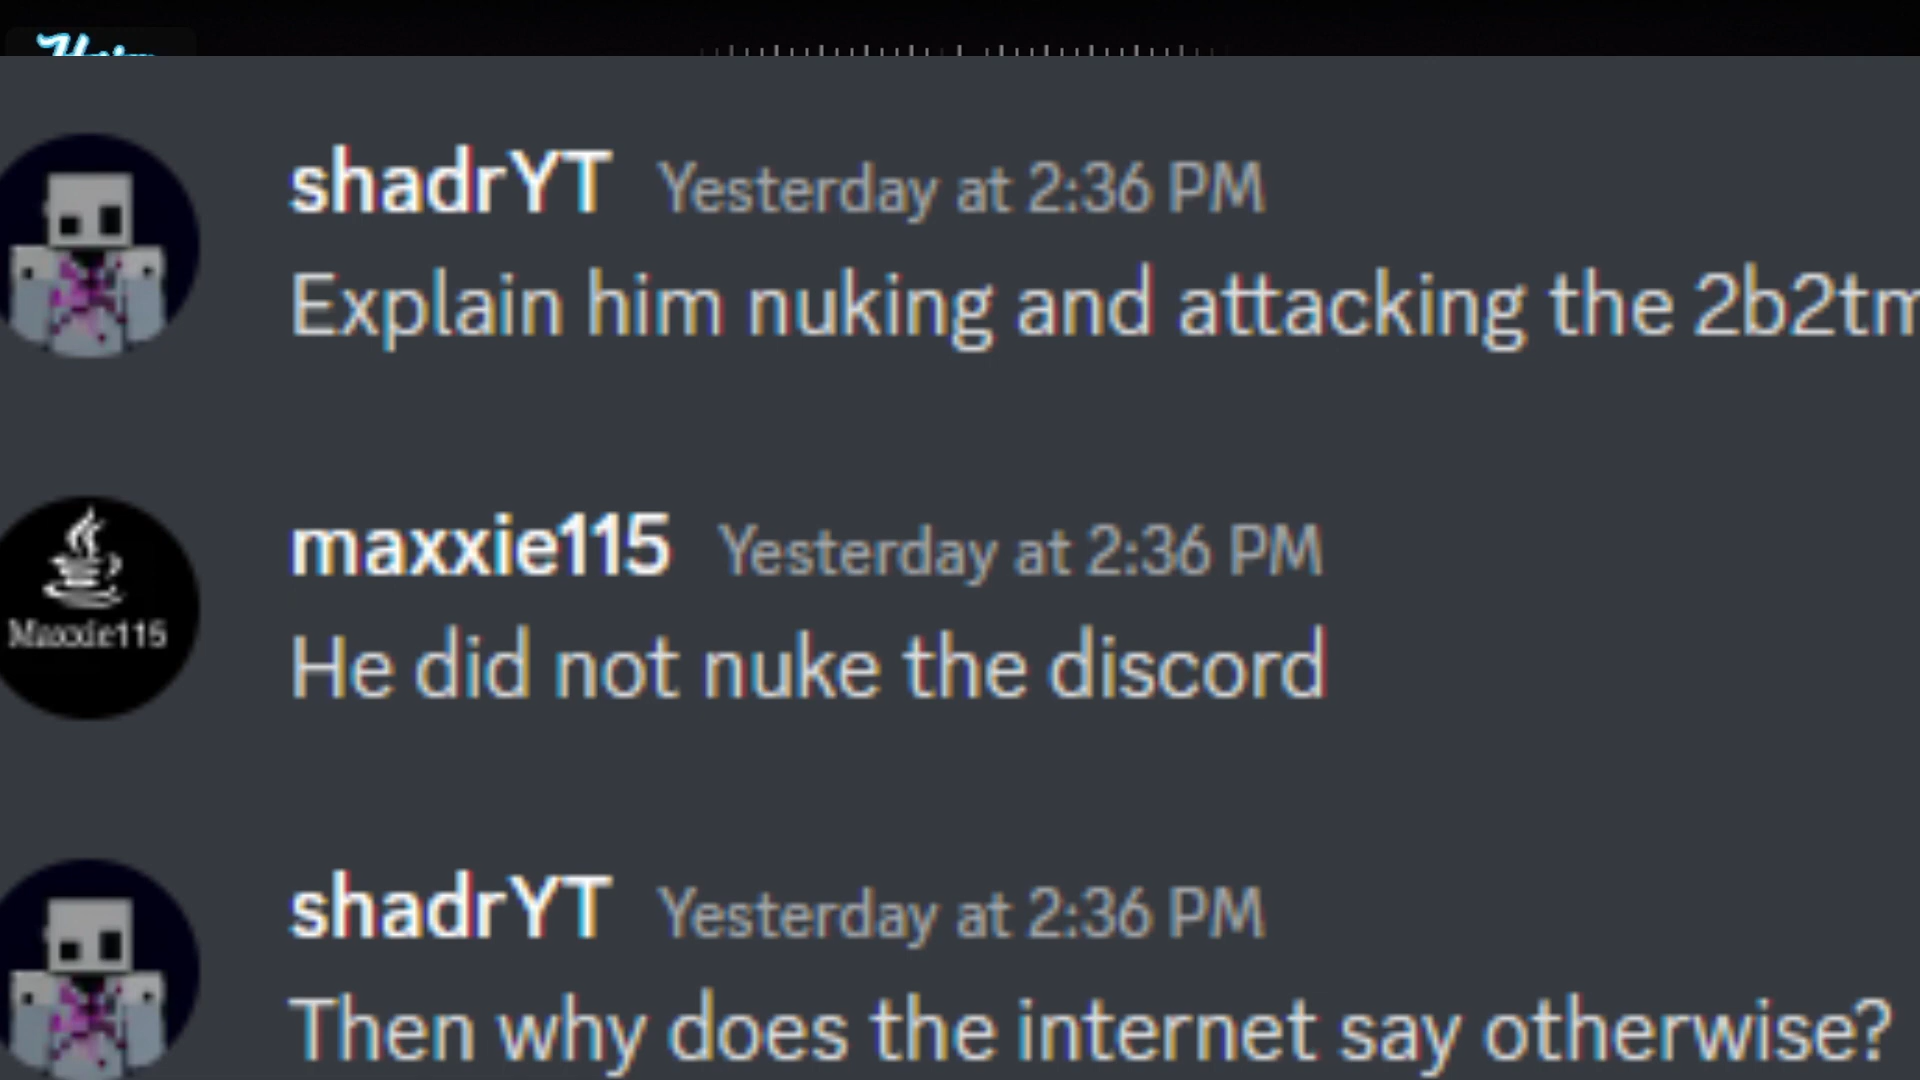 shadrYT Yesterday at 2:36 PM
Explain him nuking and attacking the 2b2tm
Maxxie115
maxxie115 Yesterday at 2:36 PM
He did not nuke the discord
shadrYT Yesterday at 2:36 PM
Then why does the internet say otherwise?